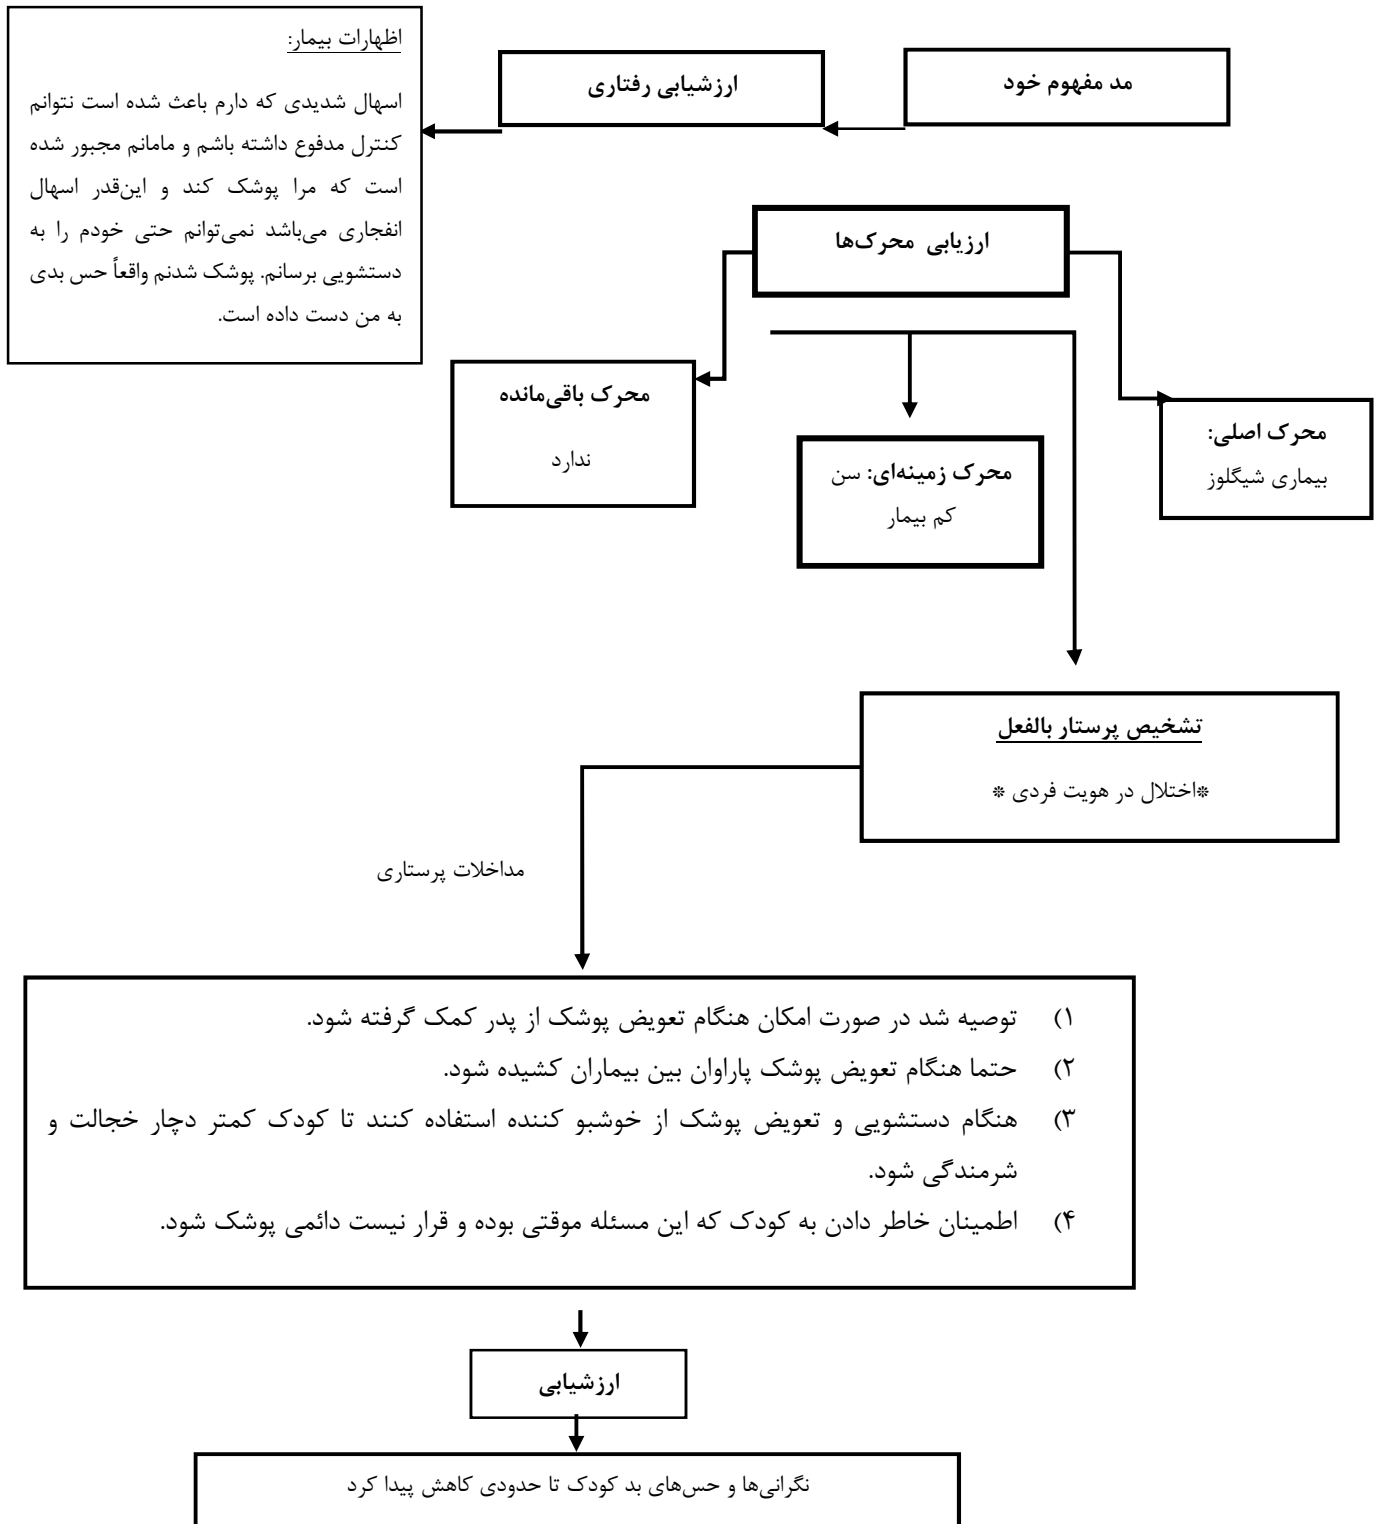 مد مفهوم خود
ارزشیابی رفتاری
اظهارات بیمار:
اسهال شدیدی که دارم باعث شده است نتوانم
کنترل مدفوع داشته باشم و مامانم مجبور شده
است که مرا پوشک کند و این‌قدر اسهال
انفجاری می‌باشد نمی‌توانم حتی خودم را به
دستشویی برسانم. پوشک شدنم واقعاً حس بدی
به من دست داده است.
ارزیابی محرک‌ها
محرک اصلی:
بیماری شیگلوز
محرک زمینه‌ای: سن
کم بیمار
محرک باقی‌مانده
ندارد
تشخیص پرستار بالفعل
*اختلال در هویت فردی *
مداخلات پرستاری
۱) توصیه شد در صورت امکان هنگام تعویض پوشک از پدر کمک گرفته شود.
۲) حتما هنگام تعویض پوشک پاراوان بین بیماران کشیده شود.
۳) هنگام دستشویی و تعویض پوشک از خوشبو کننده استفاده کنند تا کودک کمتر دچار خجالت و
شرمندگی شود.
۴) اطمینان خاطر دادن به کودک که این مسئله موقتی بوده و قرار نیست دائمی پوشک شود.
ارزشیابی
نگرانی‌ها و حس‌های بد کودک تا حدودی کاهش پیدا کرد